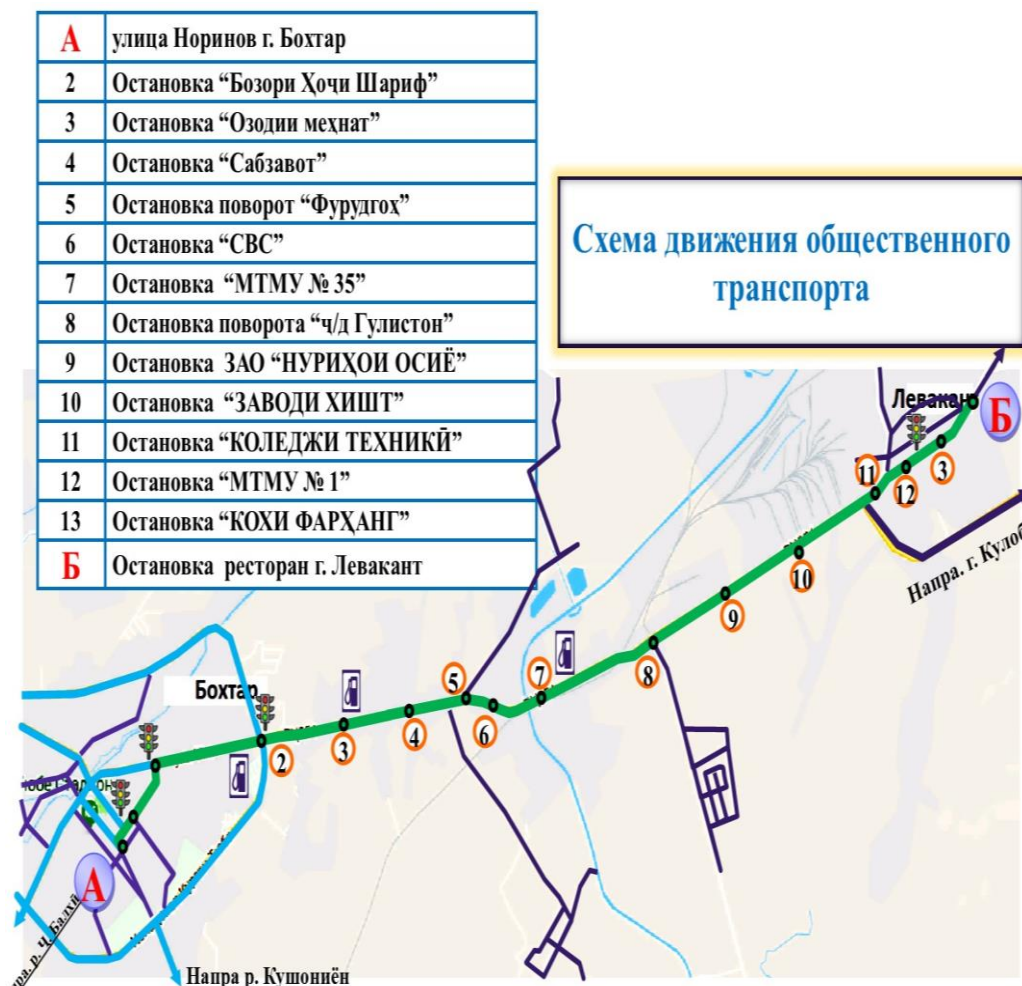 А улица Норинов г. Бохтар
2 Остановка “Бозори Ҳочи Шариф”
3 Остановка “Озодии меҳнат”
4 Остановка “Сабзавот”
5 Остановка поворот “Фурудгоҳ”
6 Остановка “СВС”
7 Остановка “МТМУ № 35”
8 Остановка поворота “ҷ/д Гулистон”
9 Остановка ЗАО “НУРИҲОИ ОСИЁ”
10 Остановка “ЗАВОДИ ХИШТ”
11 Остановка “КОЛЕДЖИ ТЕХНИКӢ”
12 Остановка “МТМУ № 1”
13 Остановка “КОХИ ФАРҲАНГ”
Б Остановка ресторан г. Левакант
Схема движения общественного
транспорта
Левакан
Б
11
12
3
Напра. г. Кулоб
10
9
8
7
5
6
4
3
2
Бохтар
А
р. Ҷ. Балхӣ
Напра р. Кушониён